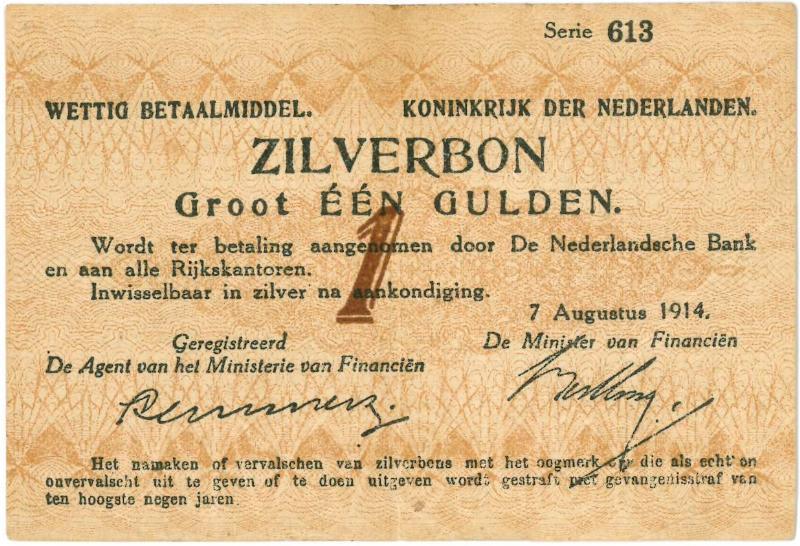 Serie 613
WETTIG BETAALMIDDEL. KONINKRIJK DER NEDERLANDEN.
ZILVERBON
Groot ÉÉN GULDEN.
1
Wordt ter betaling aangenomen door De Nederlandsche Bank
en aan alle Rijkskantoren.
Inwisselbaar in zilver na aankondiging.
7 Augustus 1914.
Geregistreerd
De Agent van het Ministerie van Financiën
De Minister van Financiën
Het namaken of vervalschen van zilverbons met het oogmerk om die als echt en
onvervalscht uit te geven of te doen uitgeven wordt gestraft met gevangenisstraf van
ten hoogste negen jaren.